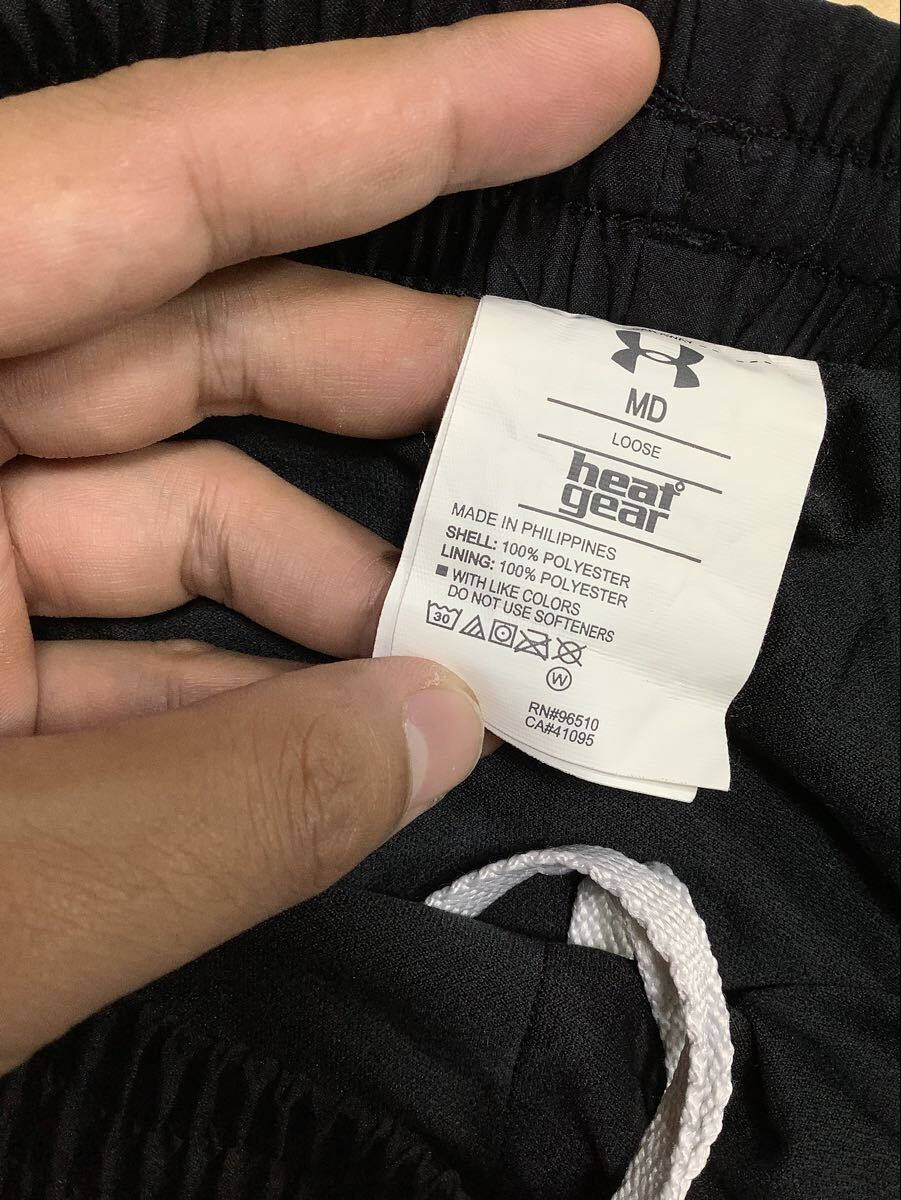 MD
LOOSE
heat
gear
MADE IN PHILIPPINES
SHELL: 100% POLYESTER
LINING: 100% POLYESTER
WITH LIKE COLORS
DO NOT USE SOFTENERS
30
W
RN#96510
CA#41095